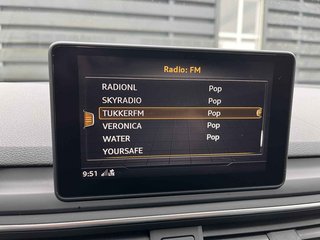 Radio: FM
RADIONL Pop
SKYRADIO Pop
TUKKERFM Pop
VERONICA Pop
WATER Pop
YOURSAFE
9:51